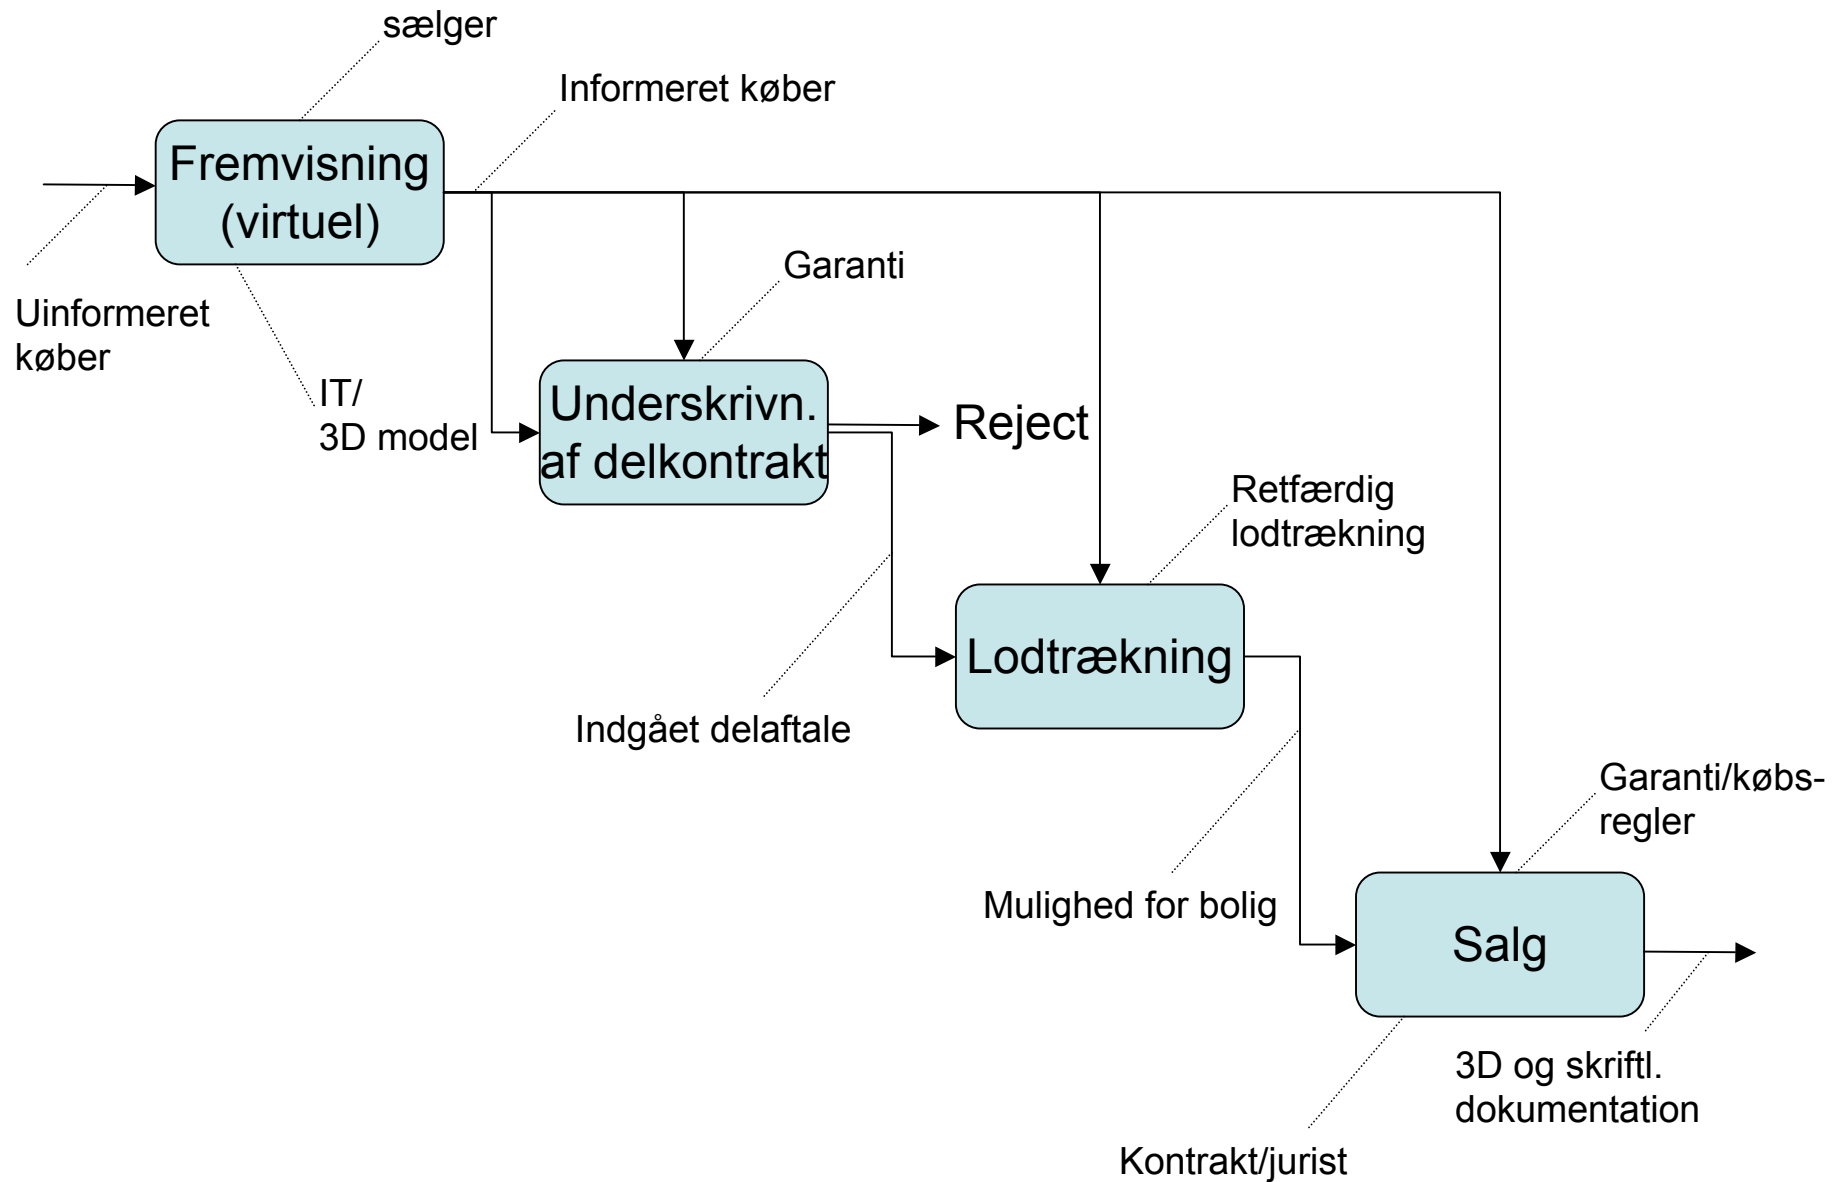 sælger
Informeret køber
Fremvisning
(virtuel)
Uinformeret
køber
IT/
3D model
Garanti
Underskrivn.
af delkontrakt
Reject
Retfærdig
lodtrækning
Lodtrækning
Indgået delaftale
Garanti/købs-
regler
Mulighed for bolig
Salg
3D og skriftl.
dokumentation
Kontrakt/jurist